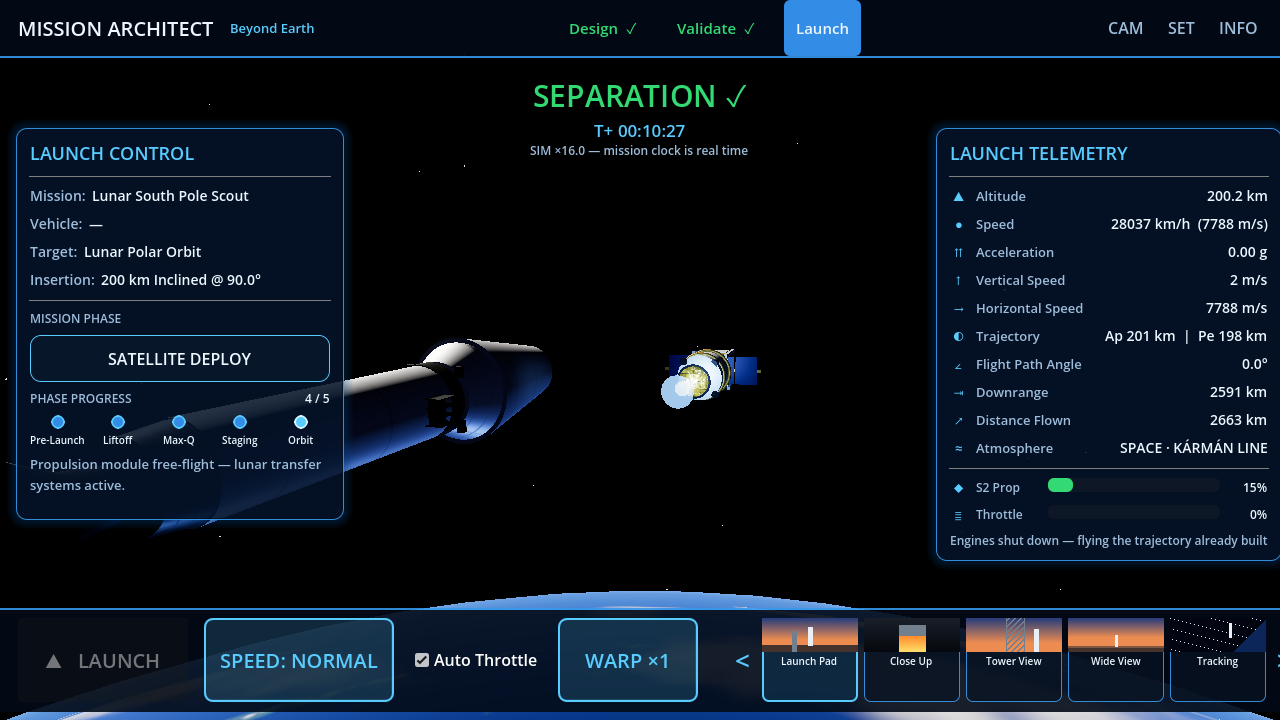 MISSION ARCHITECT Beyond Earth Design ✓ Validate ✓ Launch CAM SET INFO
SEPARATION ✓
T+ 00:10:27
SIM ×16.0 — mission clock is real time
LAUNCH CONTROL
Mission: Lunar South Pole Scout
Vehicle: —
Target: Lunar Polar Orbit
Insertion: 200 km Inclined @ 90.0°
MISSION PHASE
SATELLITE DEPLOY
PHASE PROGRESS 4 / 5
Pre-Launch Liftoff Max-Q Staging Orbit
Propulsion module free-flight — lunar transfer
systems active.
LAUNCH TELEMETRY
▲ Altitude 200.2 km
● Speed 28037 km/h (7788 m/s)
⇈ Acceleration 0.00 g
↑ Vertical Speed 2 m/s
→ Horizontal Speed 7788 m/s
◐ Trajectory Ap 201 km | Pe 198 km
∠ Flight Path Angle 0.0°
⇥ Downrange 2591 km
↗ Distance Flown 2663 km
≈ Atmosphere SPACE · KÁRMÁN LINE
◆ S2 Prop 15%
≣ Throttle 0%
Engines shut down — flying the trajectory already built
▲ LAUNCH SPEED: NORMAL Auto Throttle WARP ×1 < Launch Pad Close Up Tower View Wide View Tracking